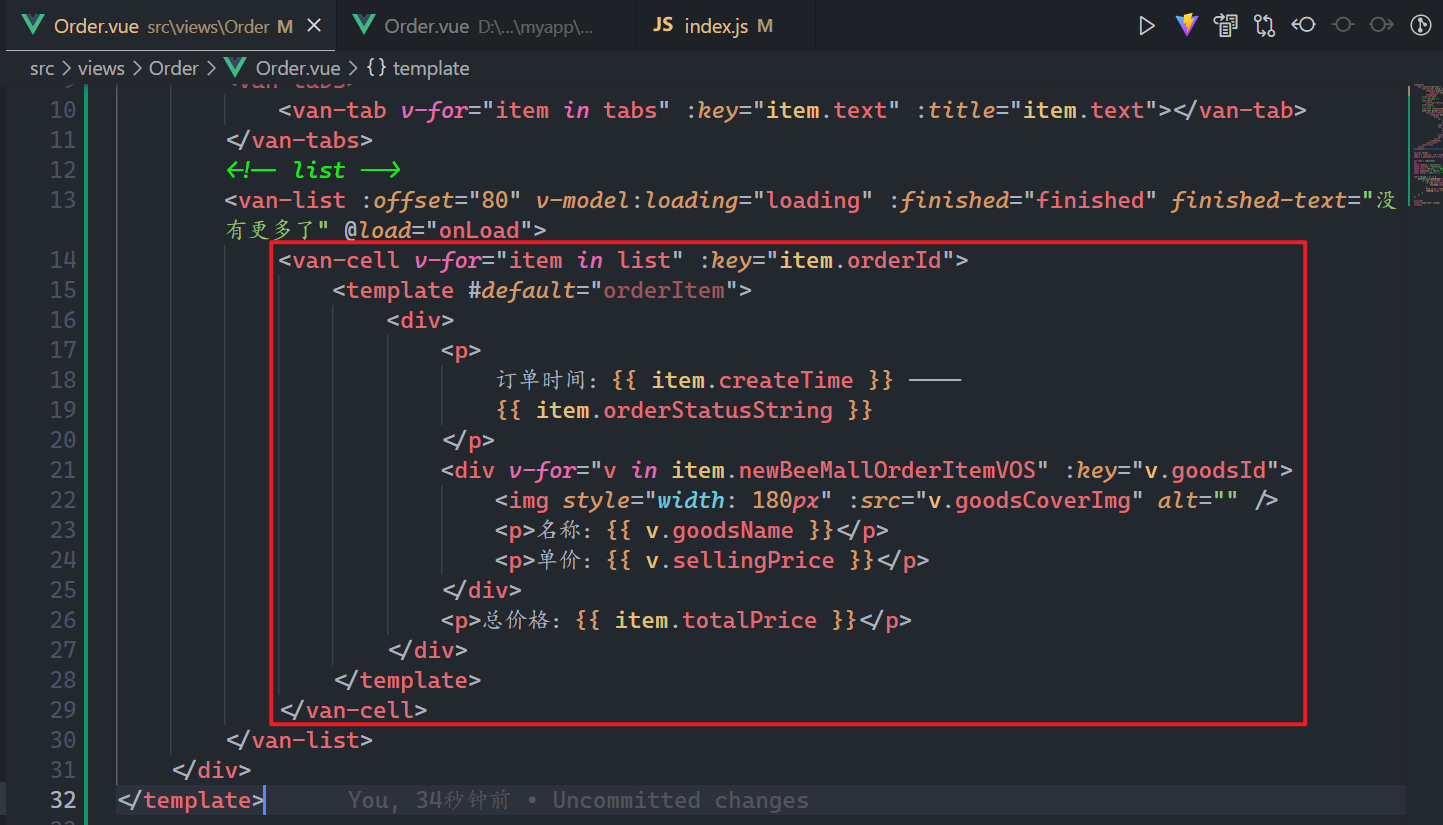 Order.vue src\views\Order M Order.vue D:\...\myapp\... JS index.js M
src > views > Order > Order.vue > {} template
<van-tabs>
10 <van-tab v-for="item in tabs" :key="item.text" :title="item.text"></van-tab>
11 </van-tabs>
12 <!-- list -->
13 <van-list :offset="80" v-model:loading="loading" :finished="finished" finished-text="没
有更多了" @load="onLoad">
14 <van-cell v-for="item in list" :key="item.orderId">
15 <template #default="orderItem">
16 <div>
17 <p>
18 订单时间: {{ item.createTime }} ----
19 {{ item.orderStatusString }}
20 </p>
21 <div v-for="v in item.newBeeMallOrderItemVOS" :key="v.goodsId">
22 <img style="width: 180px" :src="v.goodsCoverImg" alt="" />
23 <p>名称: {{ v.goodsName }}</p>
24 <p>单价: {{ v.sellingPrice }}</p>
25 </div>
26 <p>总价格: {{ item.totalPrice }}</p>
27 </div>
28 </template>
29 </van-cell>
30 </van-list>
31 </div>
32 </template> You, 34秒钟前 • Uncommitted changes